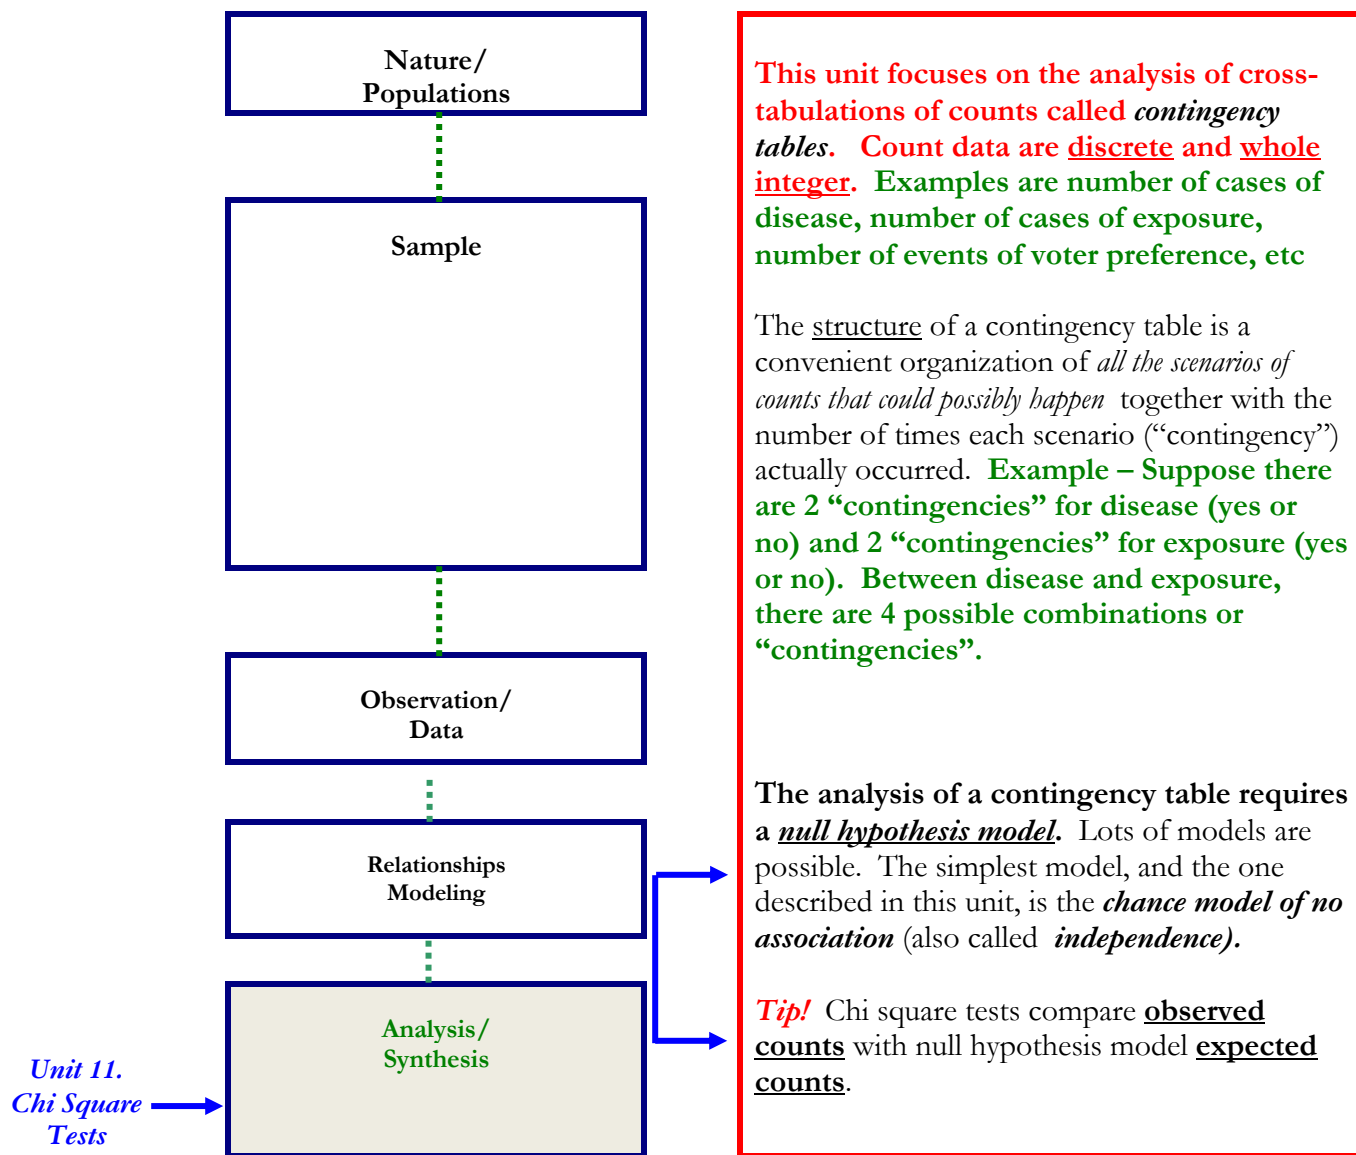 Nature/
Populations
Sample
Observation/
Data
Relationships
Modeling
Analysis/
Synthesis
Unit 11.
Chi Square
Tests
This unit focuses on the analysis of cross-
tabulations of counts called contingency
tables.   Count data are discrete and whole
integer.  Examples are number of cases of
disease, number of cases of exposure,
number of events of voter preference, etc
The structure of a contingency table is a
convenient organization of all the scenarios of
counts that could possibly happen  together with the
number of times each scenario (“contingency”)
actually occurred.  Example – Suppose there
are 2 “contingencies” for disease (yes or
no) and 2 “contingencies” for exposure (yes
or no).  Between disease and exposure,
there are 4 possible combinations or
“contingencies”.
The analysis of a contingency table requires
a null hypothesis model.  Lots of models are
possible.  The simplest model, and the one
described in this unit, is the chance model of no
association (also called  independence).
Tip!  Chi square tests compare observed
counts with null hypothesis model expected
counts.